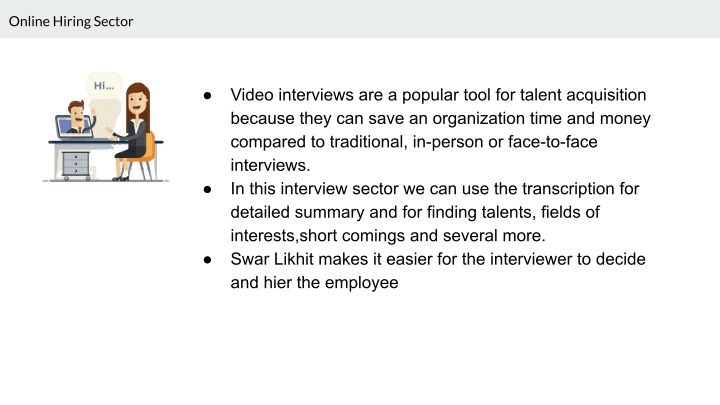 Online Hiring Sector
Hi...
● Video interviews are a popular tool for talent acquisition
because they can save an organization time and money
compared to traditional, in-person or face-to-face
interviews.
● In this interview sector we can use the transcription for
detailed summary and for finding talents, fields of
interests,short comings and several more.
● Swar Likhit makes it easier for the interviewer to decide
and hier the employee